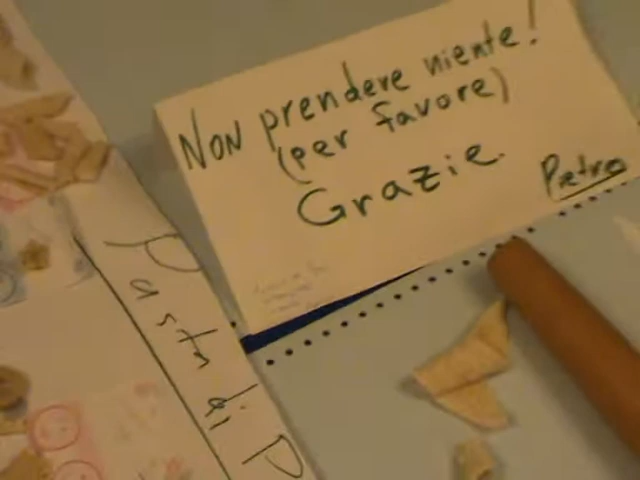 Non prendere niente!
(per favore)
Grazie.
Pietro
Pasta di P